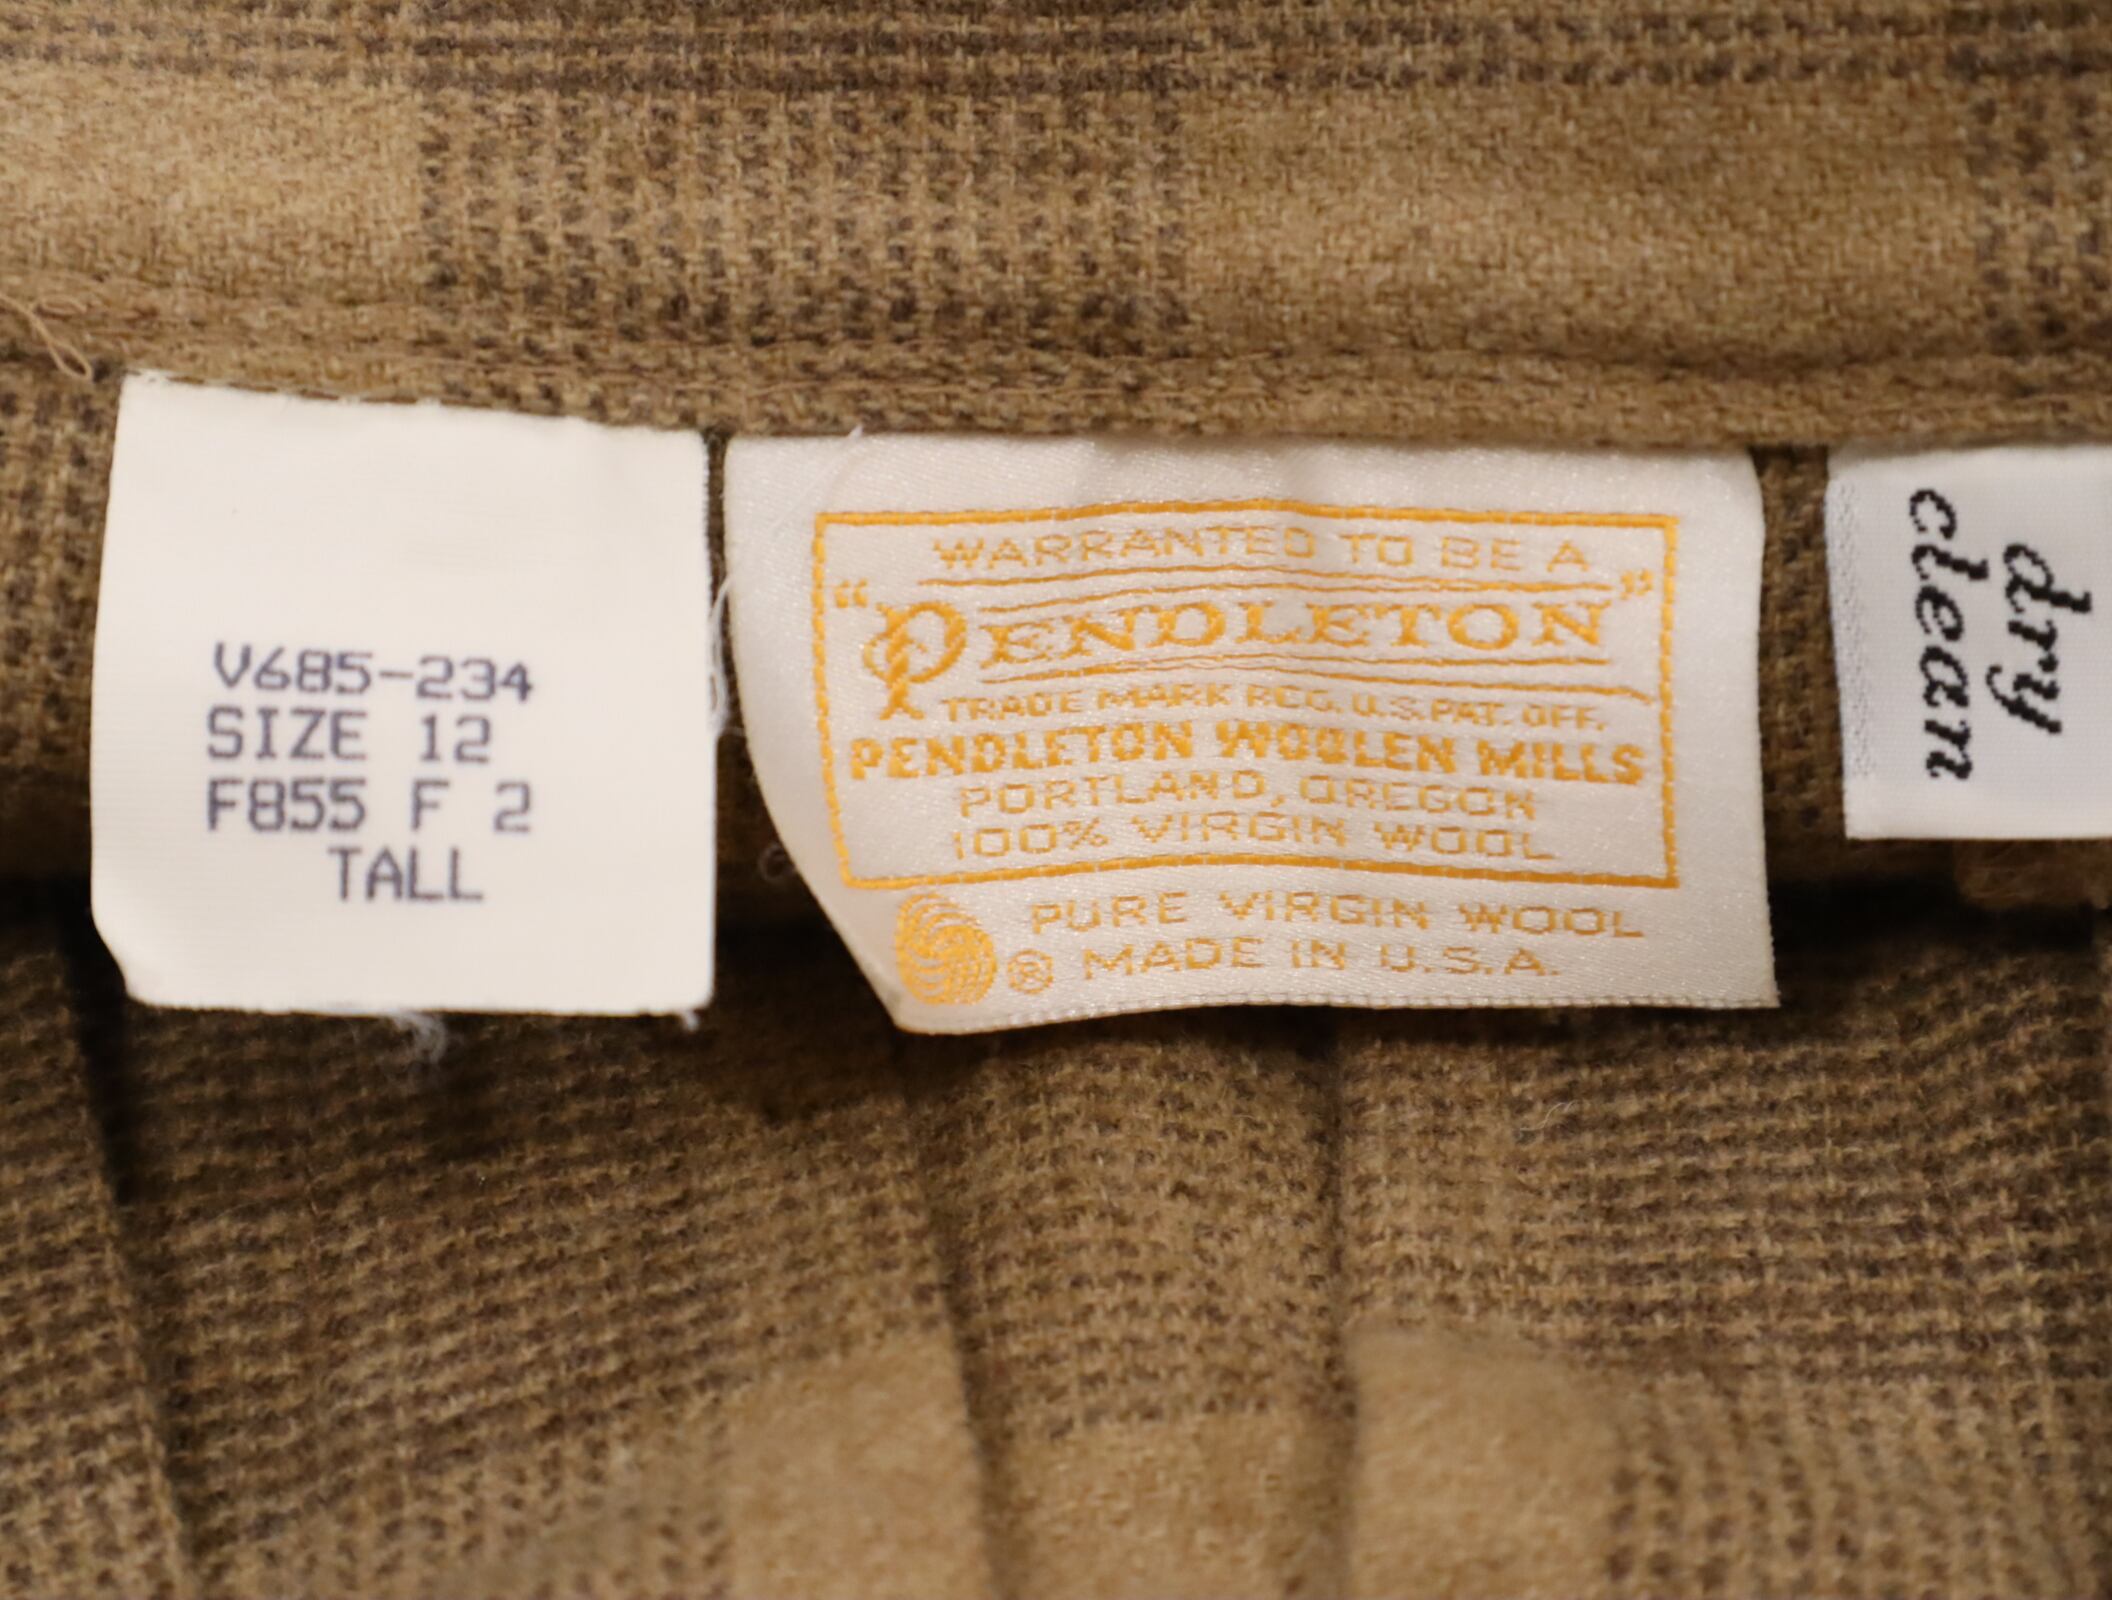 V685-234
SIZE 12
F855 F 2
TALL
WARRANTED TO BE A
"PENDLETON"
TRADE MARK REG. U.S. PAT. OFF.
PENDLETON WOOLEN MILLS
PORTLAND, OREGON
100% VIRGIN WOOL
PURE VIRGIN WOOL
® MADE IN U.S.A.
dry
clean